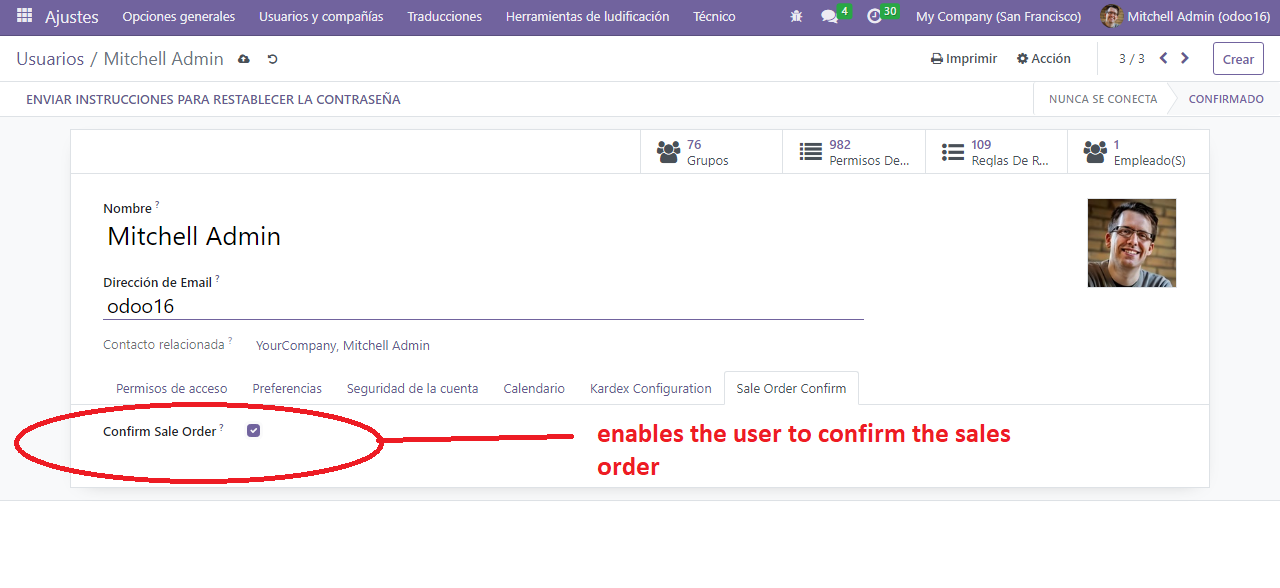 Ajustes Opciones generales Usuarios y compañías Traducciones Herramientas de ludificación Técnico 4 30 My Company (San Francisco) Mitchell Admin (odoo16)
Usuarios / Mitchell Admin Imprimir Acción 3 / 3 Crear
ENVIAR INSTRUCCIONES PARA RESTABLECER LA CONTRASEÑA NUNCA SE CONECTA CONFIRMADO
76 982 109 1
Grupos Permisos De... Reglas De R... Empleado(S)
Nombre ?
Mitchell Admin
Dirección de Email ?
odoo16
Contacto relacionada ? YourCompany, Mitchell Admin
Permisos de acceso Preferencias Seguridad de la cuenta Calendario Kardex Configuration Sale Order Confirm
Confirm Sale Order ? enables the user to confirm the sales
order